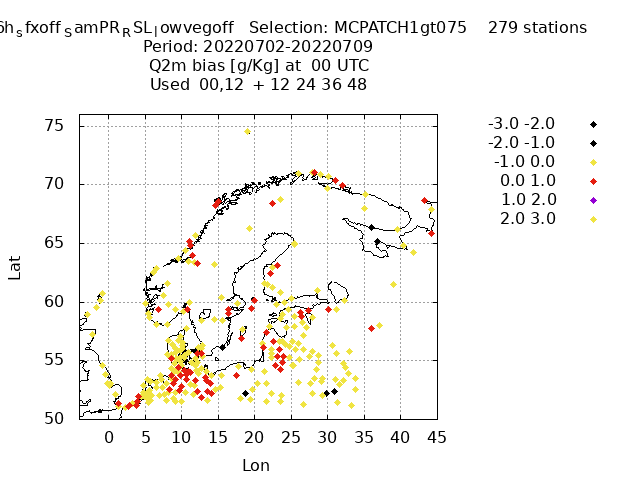 6h_sfxoff_SamPR_RSL_lowvegoff Selection: MCPATCH1gt075 279 stations
Period: 20220702-20220709
Q2m bias [g/Kg] at 00 UTC
Used 00,12 + 12 24 36 48
-3.0 -2.0
-2.0 -1.0
-1.0 0.0
0.0 1.0
1.0 2.0
2.0 3.0
75
70
65
60
55
50
Lat
0 5 10 15 20 25 30 35 40 45
Lon